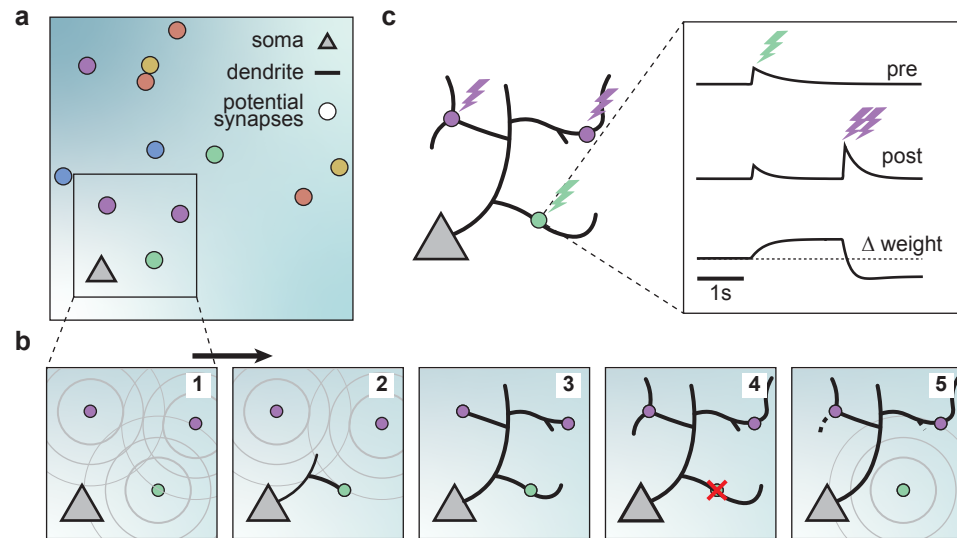 a
soma
dendrite
potential
synapses
c
pre
post
Δ weight
1s
b
1
2
3
4
5